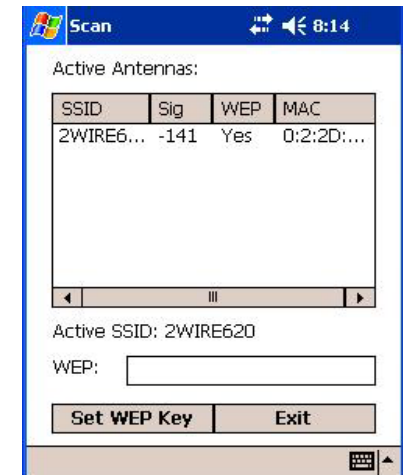 Scan 8:14
Active Antennas:
SSID Sig WEP MAC
2WIRE6... -141 Yes 0:2:2D:...
Active SSID: 2WIRE620
WEP:
Set WEP Key Exit